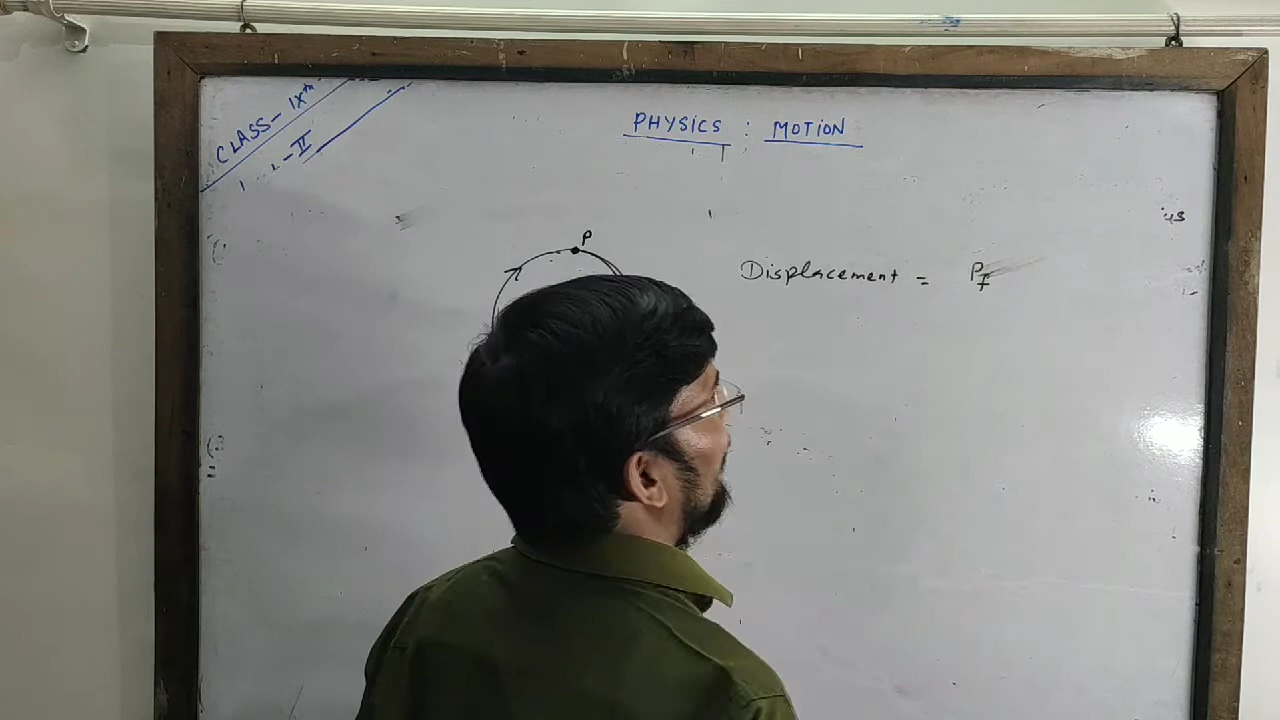 CLASS-IXth
-II
PHYSICS : MOTION
P
Displacement = Pf